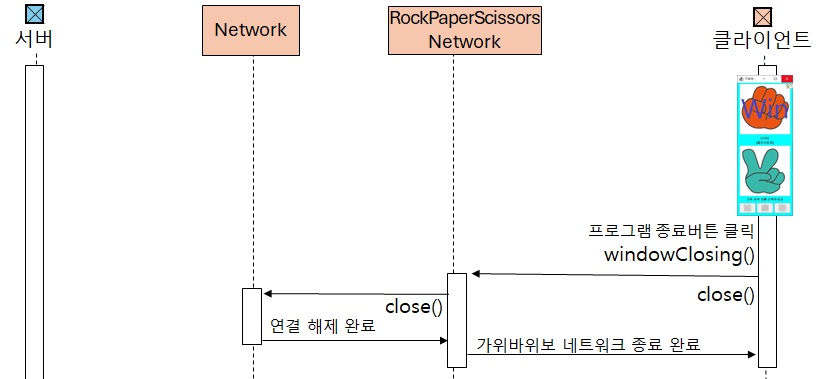 서버
Network
RockPaperScissors
Network
클라이언트
Win
프로그램 종료버튼 클릭
windowClosing()
close()
close()
연결 해제 완료
가위바위보 네트워크 종료 완료